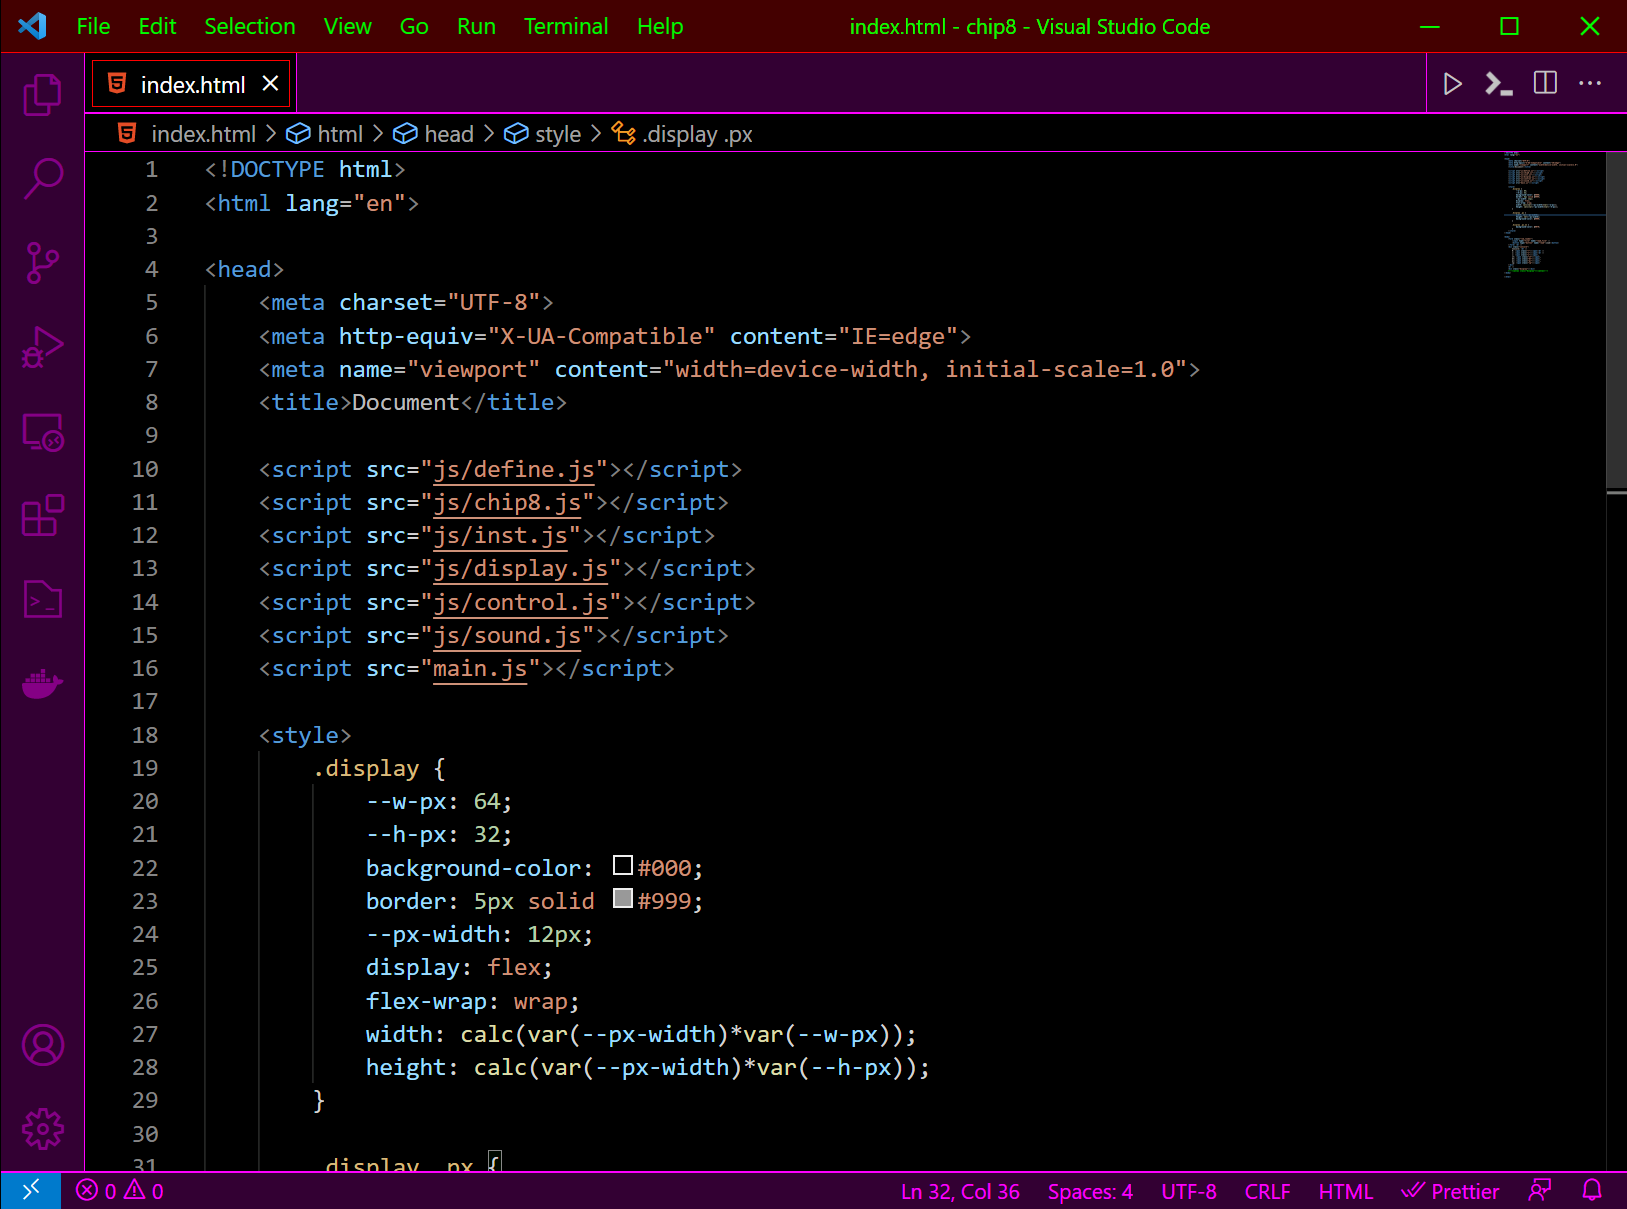 File Edit Selection View Go Run Terminal Help index.html - chip8 - Visual Studio Code
index.html
index.html > html > head > style > .display .px
1 <!DOCTYPE html>
2 <html lang="en">
3
4 <head>
5     <meta charset="UTF-8">
6     <meta http-equiv="X-UA-Compatible" content="IE=edge">
7     <meta name="viewport" content="width=device-width, initial-scale=1.0">
8     <title>Document</title>
9
10     <script src="js/define.js"></script>
11     <script src="js/chip8.js"></script>
12     <script src="js/inst.js"></script>
13     <script src="js/display.js"></script>
14     <script src="js/control.js"></script>
15     <script src="js/sound.js"></script>
16     <script src="main.js"></script>
17
18     <style>
19         .display {
20             --w-px: 64;
21             --h-px: 32;
22             background-color: #000;
23             border: 5px solid #999;
24             --px-width: 12px;
25             display: flex;
26             flex-wrap: wrap;
27             width: calc(var(--px-width)*var(--w-px));
28             height: calc(var(--px-width)*var(--h-px));
29         }
30
31         .display .px {
0 0 Ln 32, Col 36 Spaces: 4 UTF-8 CRLF HTML Prettier